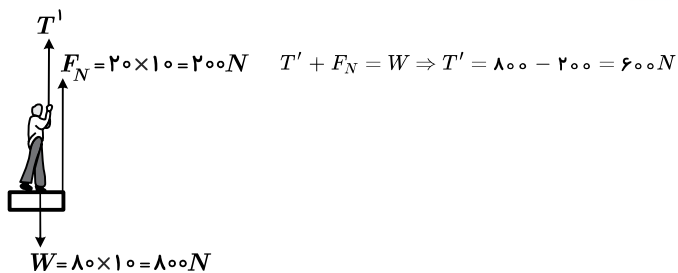 T'
F_N = ۲۰×۱۰ = ۲۰۰N
T' + F_N = W ⇒ T' = ۸۰۰ − ۲۰۰ = ۶۰۰N
W = ۸۰×۱۰ = ۸۰۰N